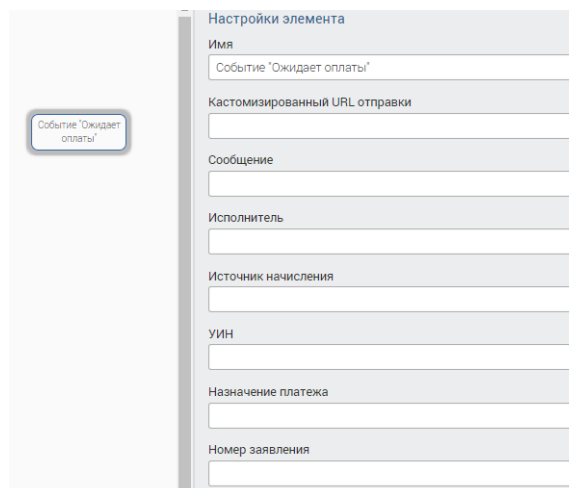 Настройки элемента
Имя
Событие "Ожидает оплаты"
Кастомизированный URL отправки
Событие "Ожидает
оплаты"
Сообщение
Исполнитель
Источник начисления
УИН
Назначение платежа
Номер заявления